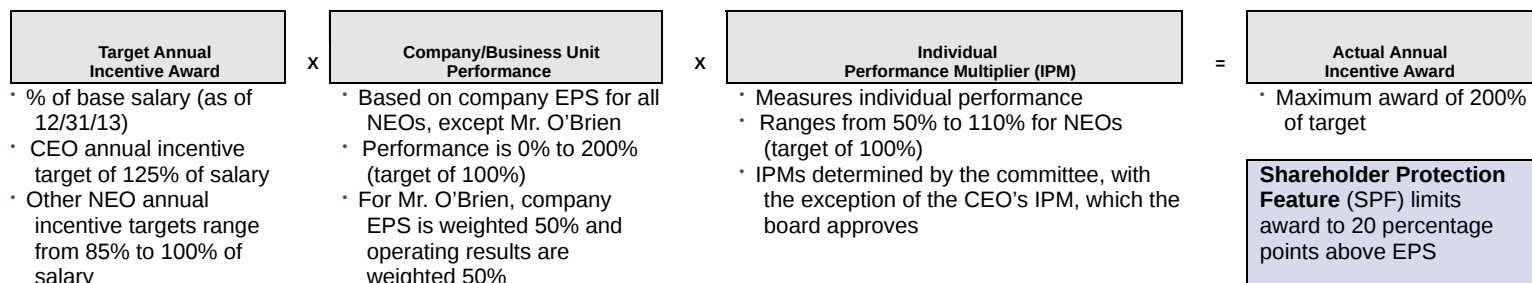 Target Annual
Incentive Award
X
Company/Business Unit
Performance
X
Individual
Performance Multiplier (IPM)
=
Actual Annual
Incentive Award
· % of base salary (as of
12/31/13)
· CEO annual incentive
target of 125% of salary
· Other NEO annual
incentive targets range
from 85% to 100% of
salary
· Based on company EPS for all
NEOs, except Mr. O’Brien
· Performance is 0% to 200%
(target of 100%)
· For Mr. O’Brien, company
EPS is weighted 50% and
operating results are
weighted 50%
· Measures individual performance
· Ranges from 50% to 110% for NEOs
(target of 100%)
· IPMs determined by the committee, with
the exception of the CEO’s IPM, which the
board approves
· Maximum award of 200%
of target
Shareholder Protection
Feature (SPF) limits
award to 20 percentage
points above EPS